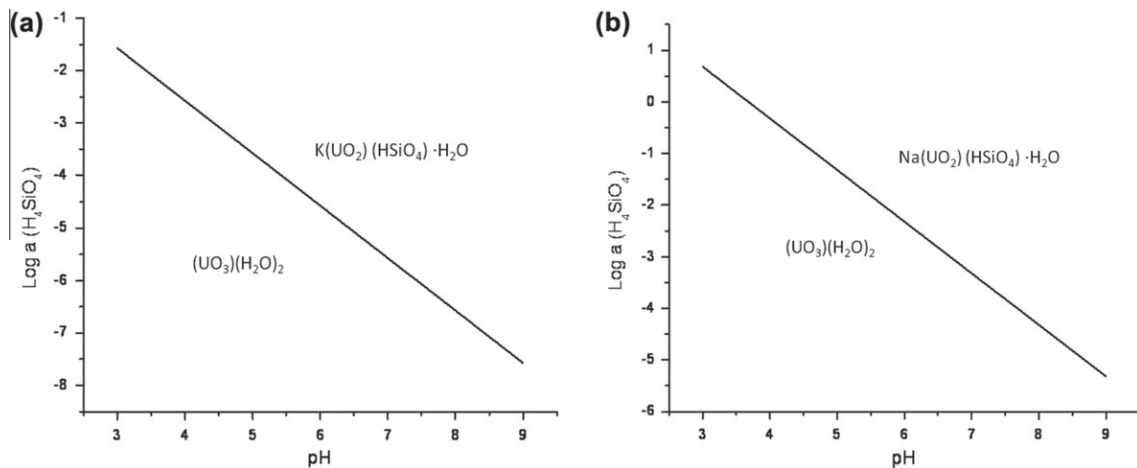 (a)
-1
-2
-3
-4
-5
-6
-7
-8
Log a (H₄SiO₄)
K(UO₂) (HSiO₄) ·H₂O
(UO₃)(H₂O)₂
3 4 5 6 7 8 9
pH
(b)
1
0
-1
-2
-3
-4
-5
-6
Log a (H₄SiO₄)
Na(UO₂) (HSiO₄) ·H₂O
(UO₃)(H₂O)₂
3 4 5 6 7 8 9
pH